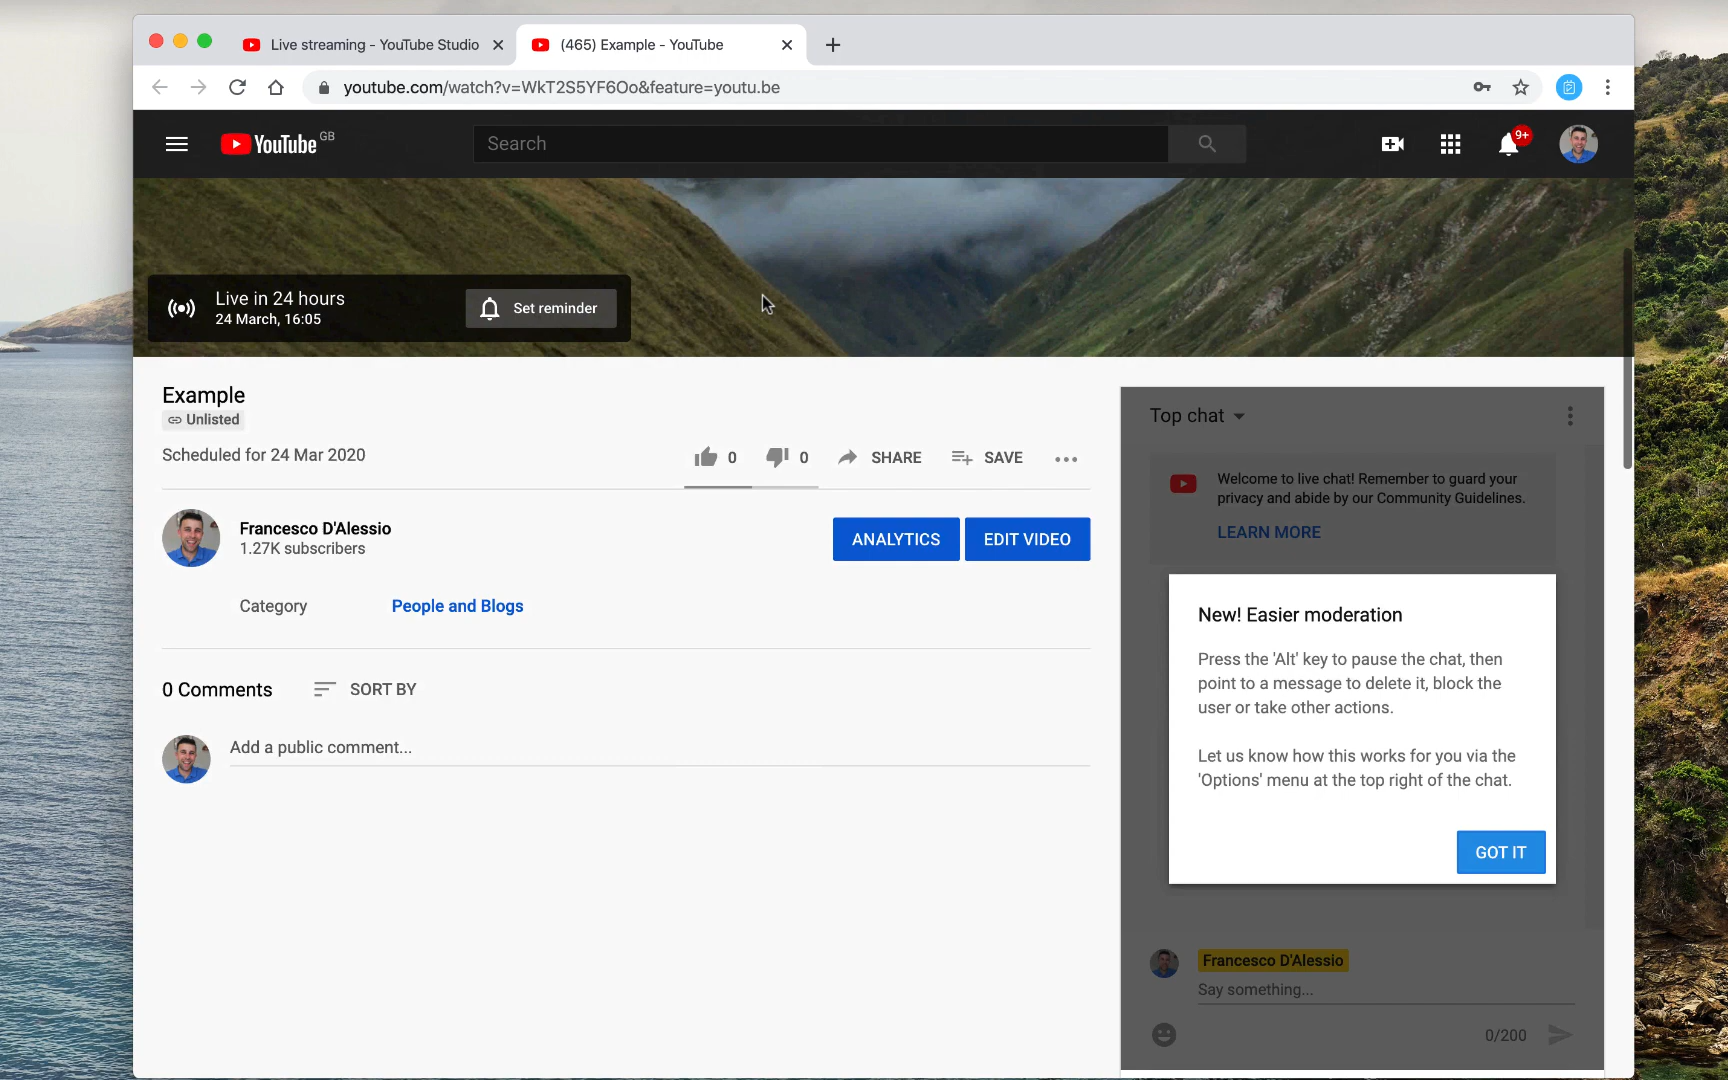 Live streaming - YouTube Studio
(465) Example - YouTube
youtube.com/watch?v=WkT2S5YF6Oo&feature=youtu.be
YouTube GB
Search
9+
Live in 24 hours
24 March, 16:05
Set reminder
Example
Unlisted
Scheduled for 24 Mar 2020
0
0
SHARE
SAVE
Francesco D'Alessio
1.27K subscribers
ANALYTICS
EDIT VIDEO
Category
People and Blogs
0 Comments
SORT BY
Add a public comment...
Top chat
Welcome to live chat! Remember to guard your
privacy and abide by our Community Guidelines.
LEARN MORE
New! Easier moderation
Press the 'Alt' key to pause the chat, then
point to a message to delete it, block the
user or take other actions.
Let us know how this works for you via the
'Options' menu at the top right of the chat.
GOT IT
Francesco D'Alessio
Say something...
0/200